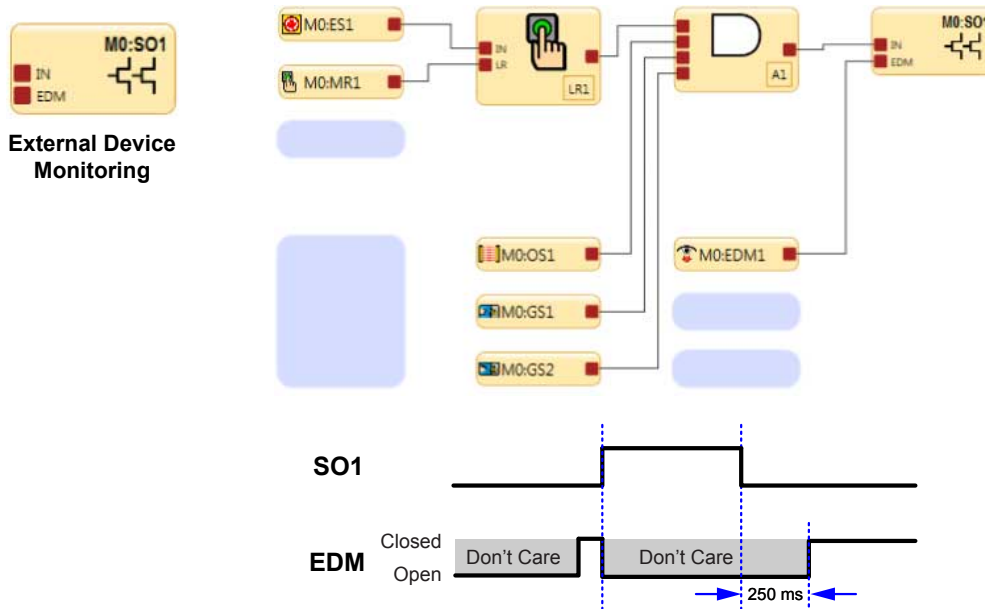 M0:SO1
IN
EDM
External Device
Monitoring
M0:ES1
M0:MR1
IN
LR
LR1
A1
M0:SO1
IN
EDM
M0:OS1
M0:EDM1
M0:GS1
M0:GS2
SO1
EDM
Closed
Open
Don't Care
Don't Care
250 ms